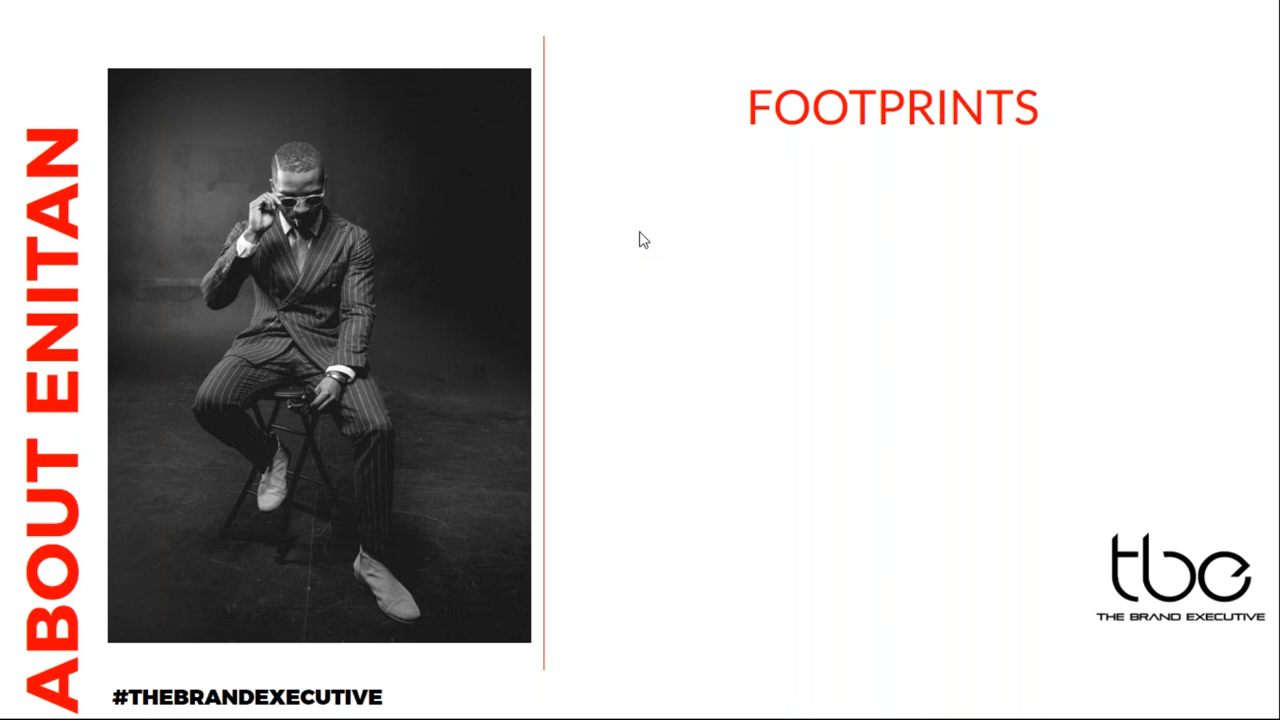 ABOUT ENITAN
FOOTPRINTS
tbe
THE BRAND EXECUTIVE
#THEBRANDEXECUTIVE